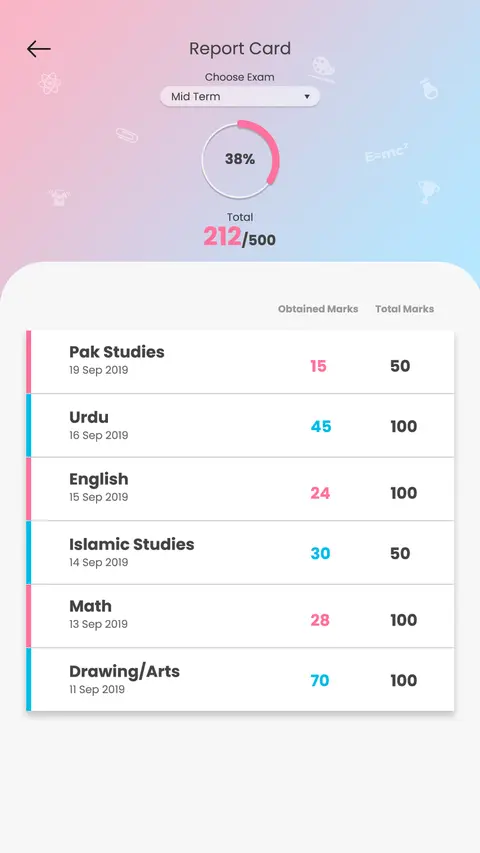 Report Card
Choose Exam
Mid Term
E=mc²
38%
Total
212/500
Obtained Marks Total Marks
Pak Studies
19 Sep 2019
15 50
Urdu
16 Sep 2019
45 100
English
15 Sep 2019
24 100
Islamic Studies
14 Sep 2019
30 50
Math
13 Sep 2019
28 100
Drawing/Arts
11 Sep 2019
70 100